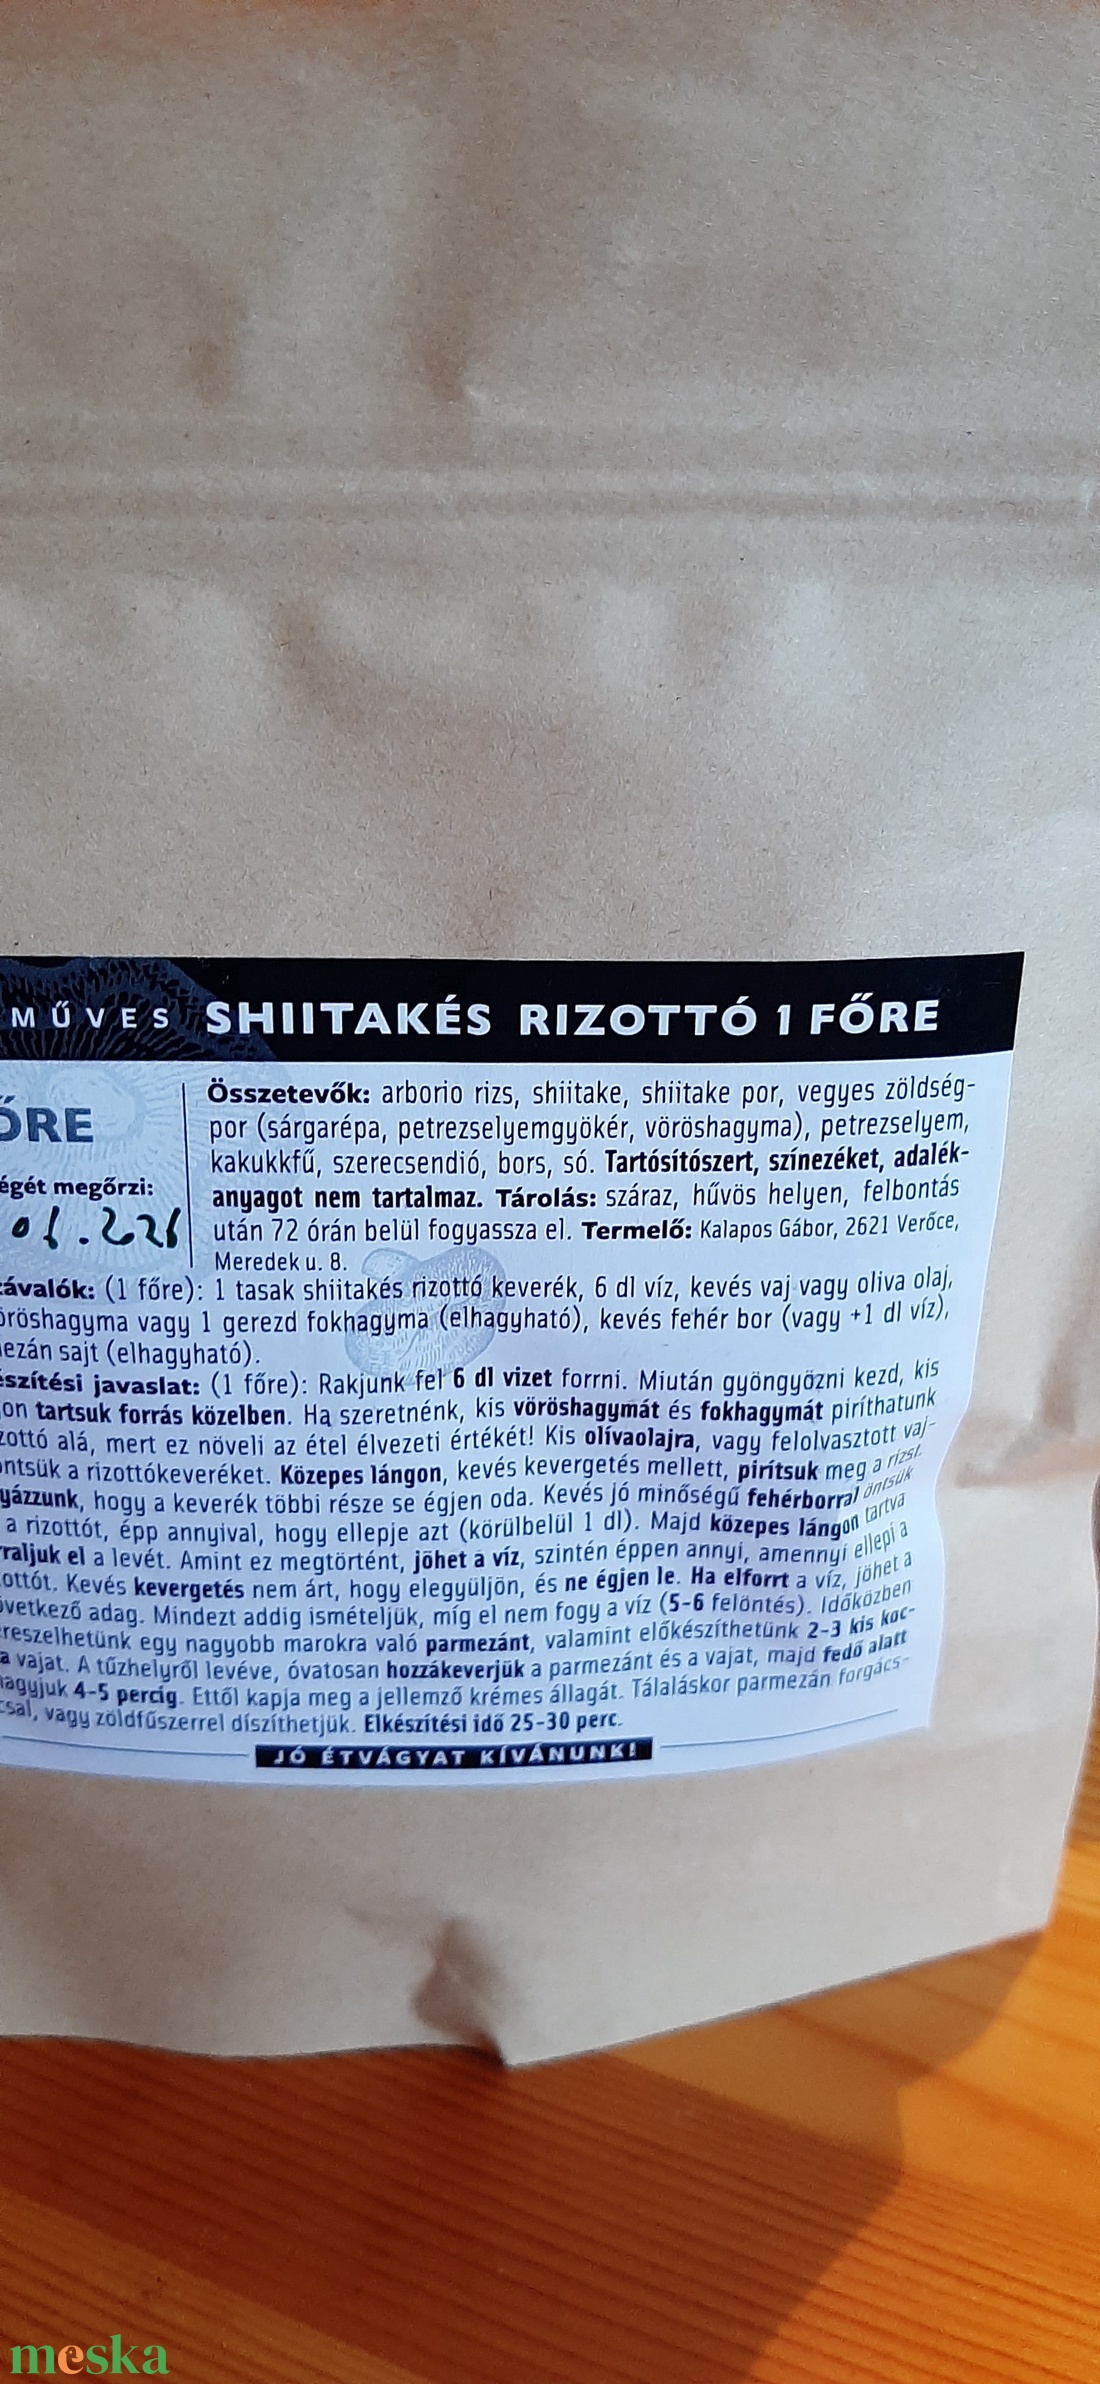 MŰVES SHIITAKÉS RIZOTTÓ 1 FŐRE
ŐRE
égét megőrzi:
Összetevők: arborio rizs, shiitake, shiitake por, vegyes zöldség-
por (sárgarépa, petrezselyemgyökér, vöröshagyma), petrezselyem,
kakukkfű, szerecsendió, bors, só. Tartósítószert, színezéket, adalék-
anyagot nem tartalmaz. Tárolás: száraz, hűvös helyen, felbontás
után 72 órán belül fogyassza el. Termelő: Kalapos Gábor, 2621 Verőce,
Meredek u. 8.
závalók: (1 főre): 1 tasak shiitakés rizottó keverék, 6 dl víz, kevés vaj vagy oliva olaj,
öröshagyma vagy 1 gerezd fokhagyma (elhagyható), kevés fehér bor (vagy +1 dl víz),
ezán sajt (elhagyható).
észítési javaslat: (1 főre): Rakjunk fel 6 dl vizet forrni. Miután gyöngyözni kezd, kis
on tartsuk forrás közelben. Ha szeretnénk, kis vöröshagymát és fokhagymát piríthatunk
zottó alá, mert ez növeli az étel élvezeti értékét! Kis olívaolajra, vagy felolvasztott vaj-
öntsük a rizottókeveréket. Közepes lángon, kevés kevergetés mellett, pirítsuk meg a rizst.
yázzunk, hogy a keverék többi része se égjen oda. Kevés jó minőségű fehérborral öntsük
a rizottót, épp annyival, hogy ellepje azt (körülbelül 1 dl). Majd közepes lángon tartva
rraljuk el a levét. Amint ez megtörtént, jöhet a víz, szintén éppen annyi, amennyi ellepi a
ottót. Kevés kevergetés nem árt, hogy elegyüljön, és ne égjen le. Ha elforrt a víz, jöhet a
övetkező adag. Mindezt addig ismételjük, míg el nem fogy a víz (5-6 felöntés). Időközben
reszelhetünk egy nagyobb marokra való parmezánt, valamint előkészíthetünk 2-3 kis koc-
a vajat. A tűzhelyről levéve, óvatosan hozzákeverjük a parmezánt és a vajat, majd fedő alatt
hagyjuk 4-5 percig. Ettől kapja meg a jellemző krémes állagát. Tálaláskor parmezán forgács-
csal, vagy zöldfűszerrel díszíthetjük. Elkészítési idő 25-30 perc.
JÓ ÉTVÁGYAT KÍVÁNUNK!
meska